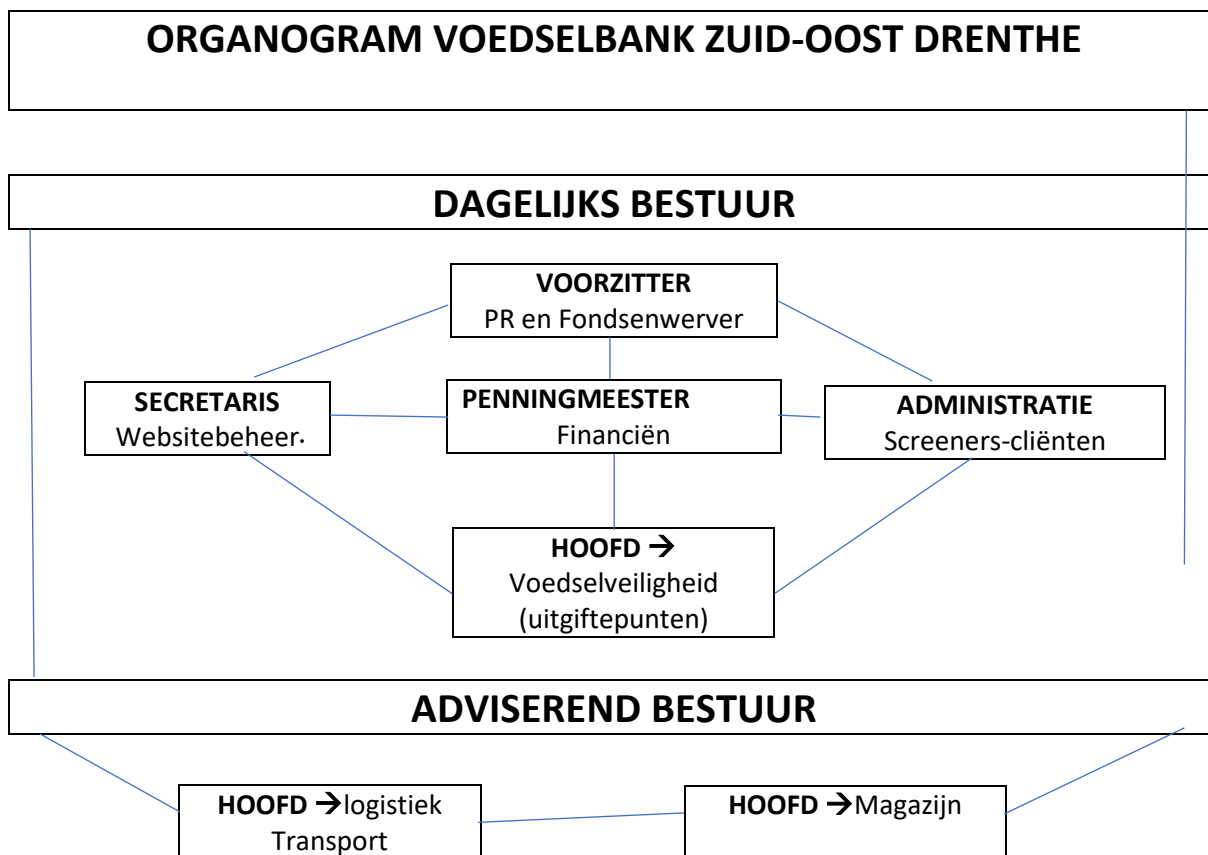 ORGANOGRAM VOEDSELBANK ZUID-OOST DRENTHE
DAGELIJKS BESTUUR
VOORZITTER
PR en Fondsenwerver
SECRETARIS
Websitebeheer.
PENNINGMEESTER
Financiën
ADMINISTRATIE
Screeners-cliënten
HOOFD →
Voedselveiligheid
(uitgiftepunten)
ADVISEREND BESTUUR
HOOFD →logistiek
Transport
HOOFD →Magazijn